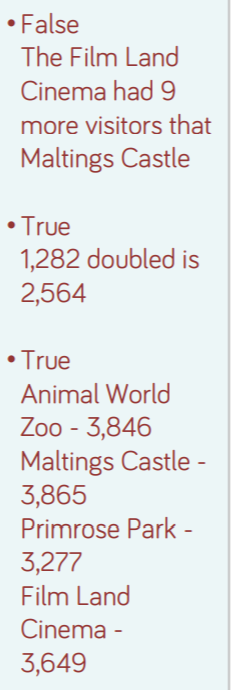 • False
The Film Land
Cinema had 9
more visitors that
Maltings Castle
• True
1,282 doubled is
2,564
• True
Animal World
Zoo - 3,846
Maltings Castle -
3,865
Primrose Park -
3,277
Film Land
Cinema -
3,649